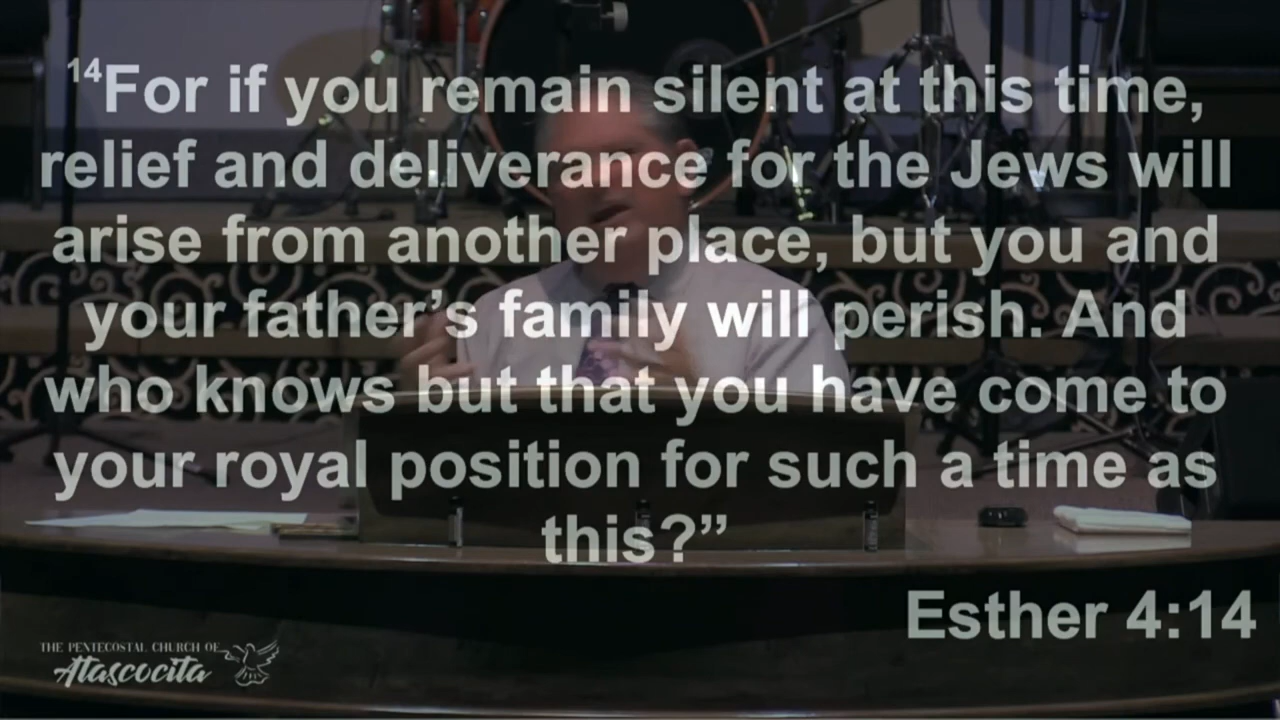 14“For if you remain silent at this time,
relief and deliverance for the Jews will
arise from another place, but you and
your father’s family will perish. And
who knows but that you have come to
your royal position for such a time as
this?”
Esther 4:14
THE PENTECOSTAL CHURCH OF
Atascocita